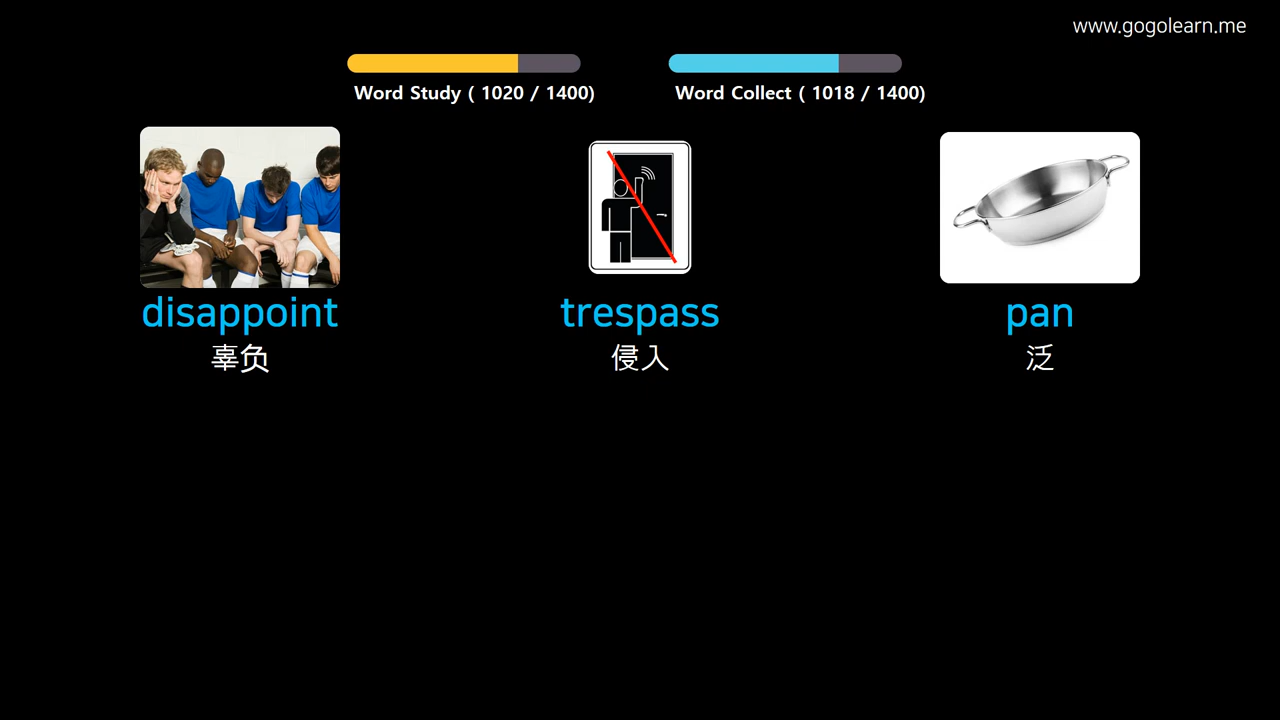 www.gogolearn.me
Word Study ( 1020 / 1400)
Word Collect ( 1018 / 1400)
disappoint
trespass
pan
辜负
侵入
泛